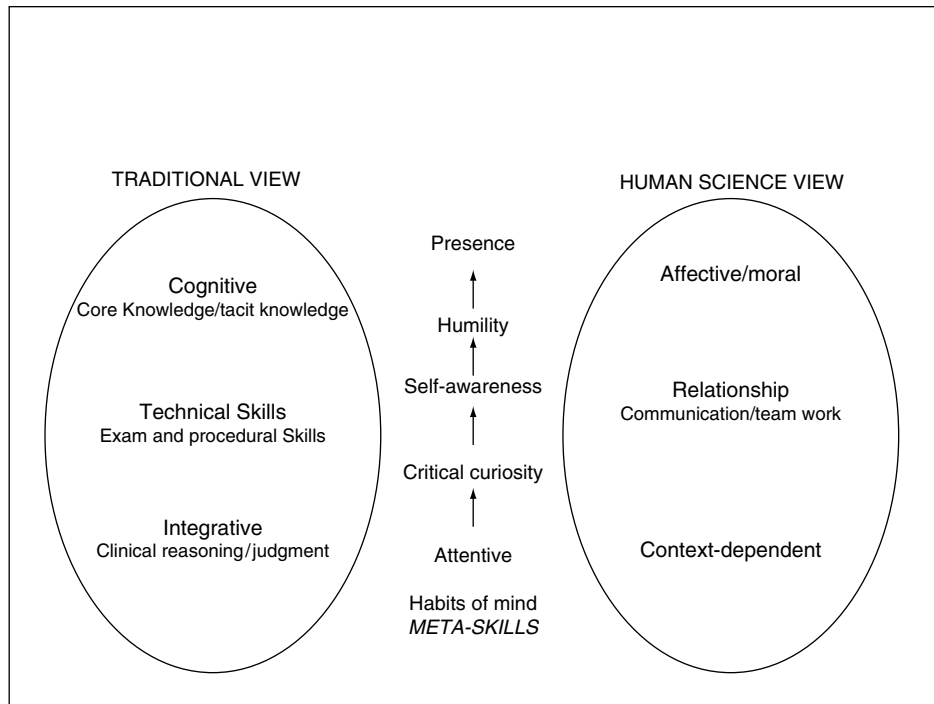 TRADITIONAL VIEW
Cognitive
Core Knowledge/tacit knowledge
Technical Skills
Exam and procedural Skills
Integrative
Clinical reasoning/judgment
Presence
Humility
Self-awareness
Critical curiosity
Attentive
Habits of mind
META-SKILLS
HUMAN SCIENCE VIEW
Affective/moral
Relationship
Communication/team work
Context-dependent